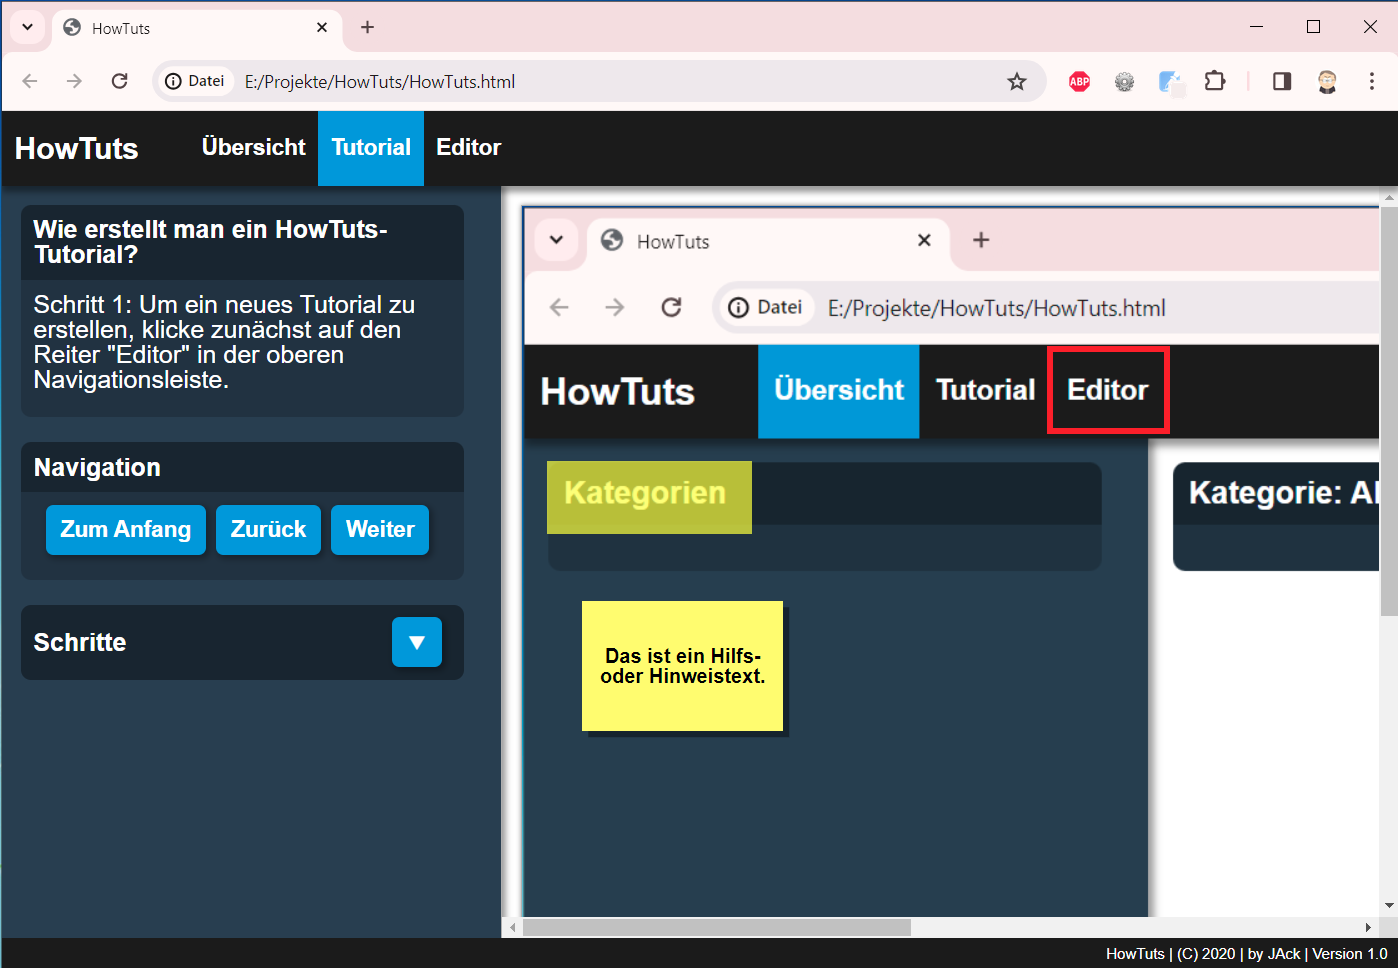 HowTuts
Datei E:/Projekte/HowTuts/HowTuts.html
ABP
HowTuts Übersicht Tutorial Editor
Wie erstellt man ein HowTuts-
Tutorial?
Schritt 1: Um ein neues Tutorial zu
erstellen, klicke zunächst auf den
Reiter "Editor" in der oberen
Navigationsleiste.
Navigation
Zum Anfang Zurück Weiter
Schritte
HowTuts
Datei E:/Projekte/HowTuts/HowTuts.html
HowTuts Übersicht Tutorial Editor
Kategorien
Kategorie: Al
Das ist ein Hilfs-
oder Hinweistext.
HowTuts | (C) 2020 | by JAck | Version 1.0